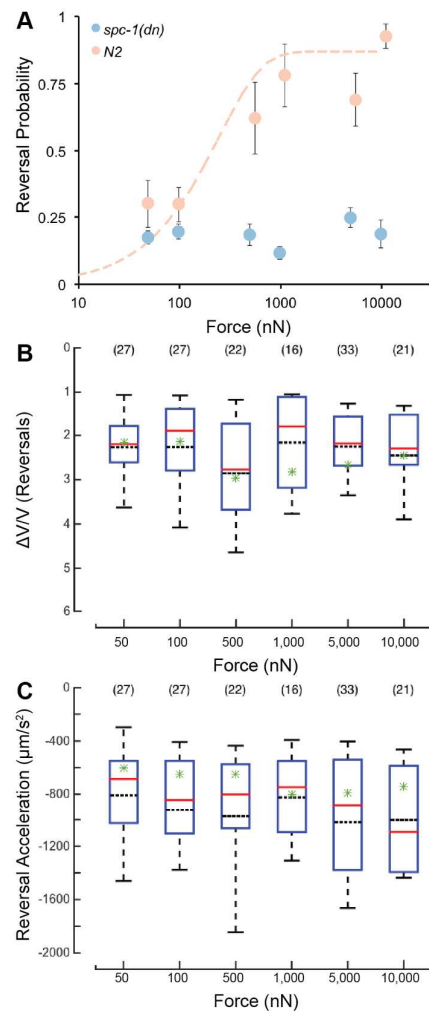 A
spc-1(dn)
N2
Reversal Probability
1
0.75
0.5
0.25
0
10
100
1000
10000
Force (nN)
B
(27) (27) (22) (16) (33) (21)
ΔV/V (Reversals)
0
1
2
3
4
5
6
50 100 500 1,000 5,000 10,000
Force (nN)
C
(27) (27) (22) (16) (33) (21)
Reversal Acceleration (μm/s²)
0
-400
-800
-1200
-1600
-2000
50 100 500 1,000 5,000 10,000
Force (nN)